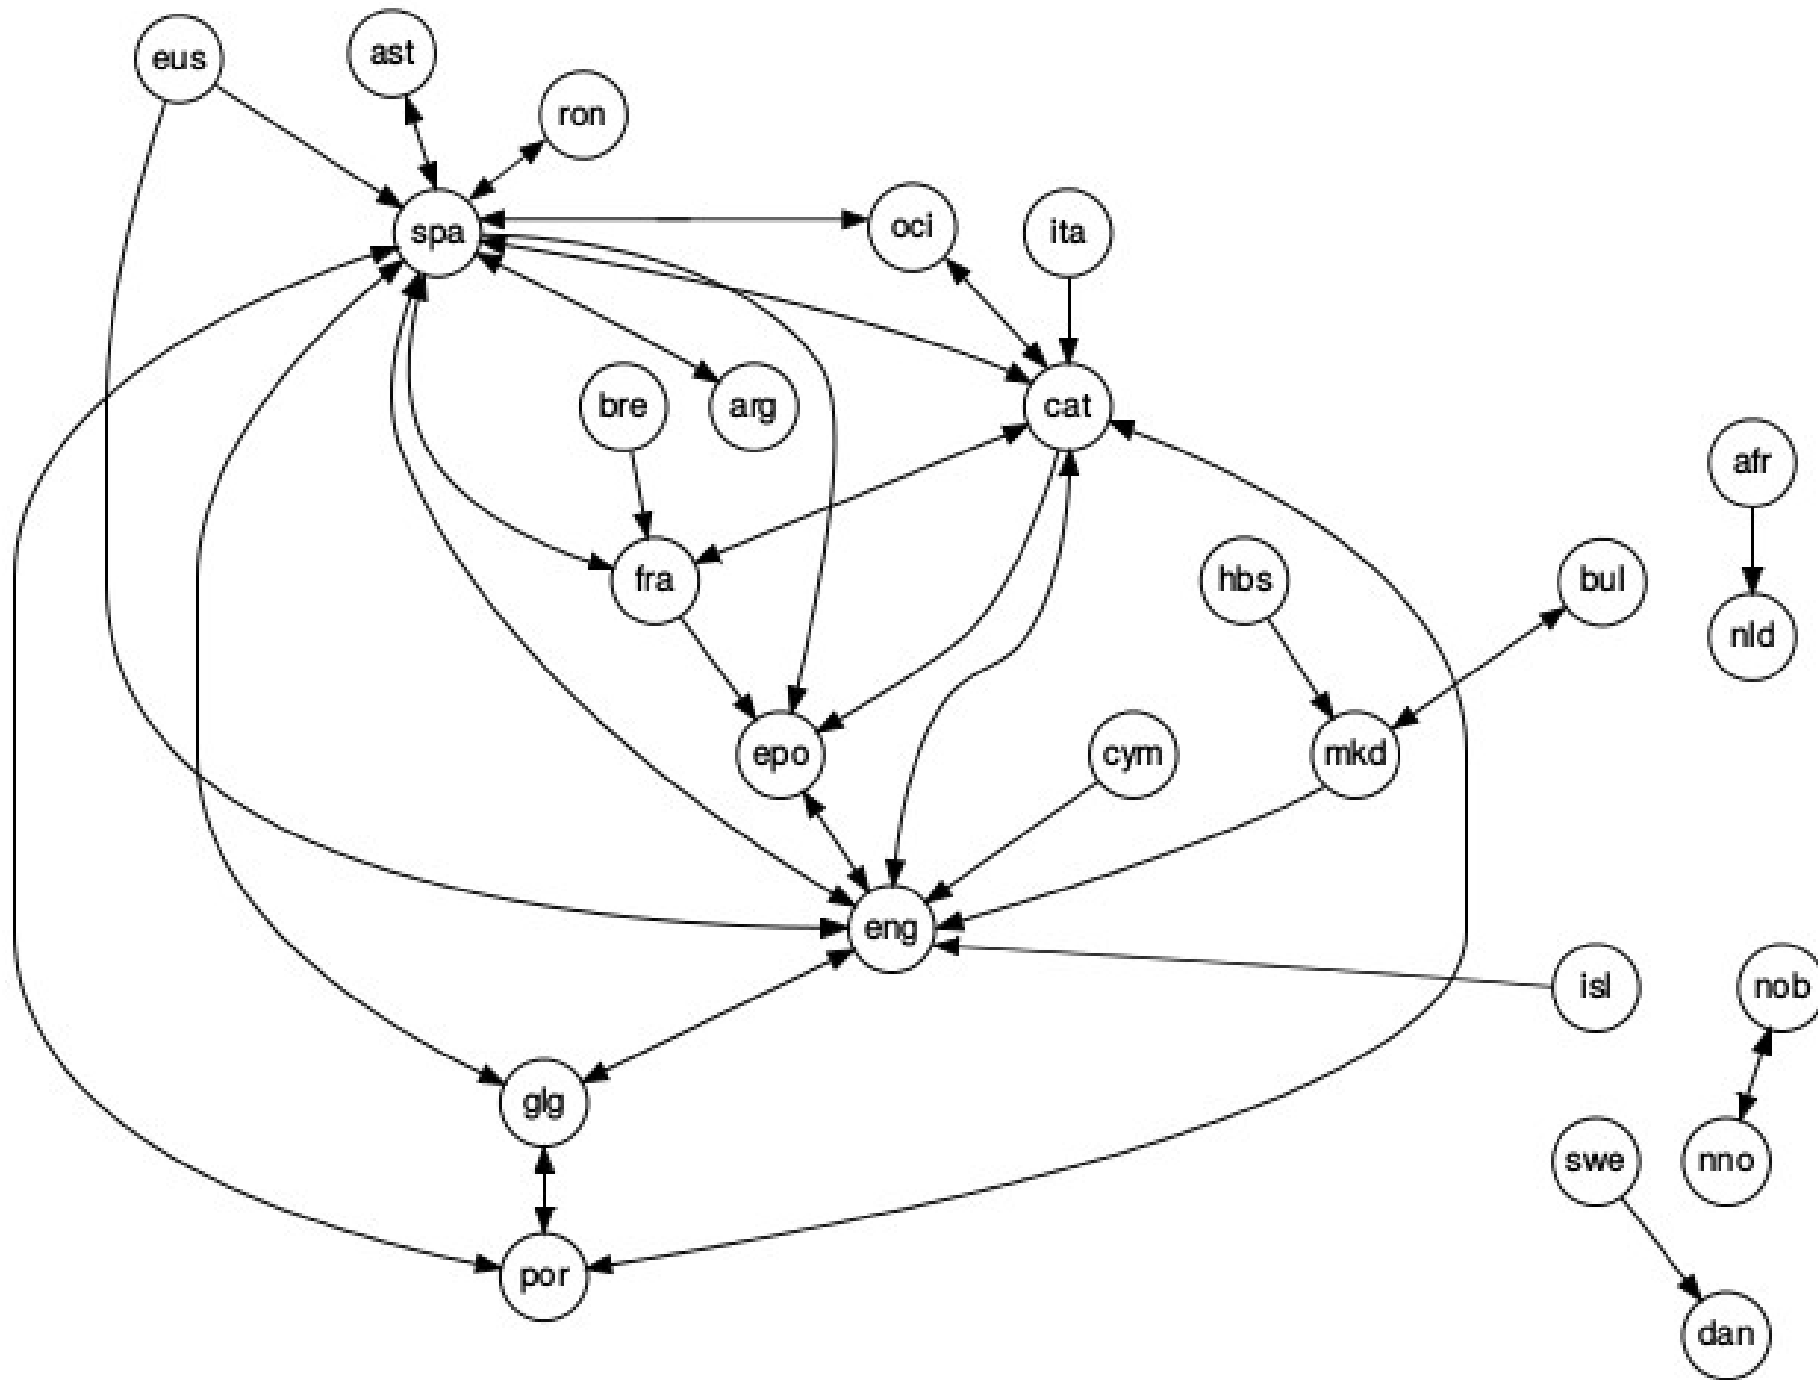 eus
ast
ron
spa
oci
ita
bre
arg
cat
afr
fra
hbs
bul
nld
epo
cym
mkd
eng
isl
nob
glg
swe
nno
por
dan